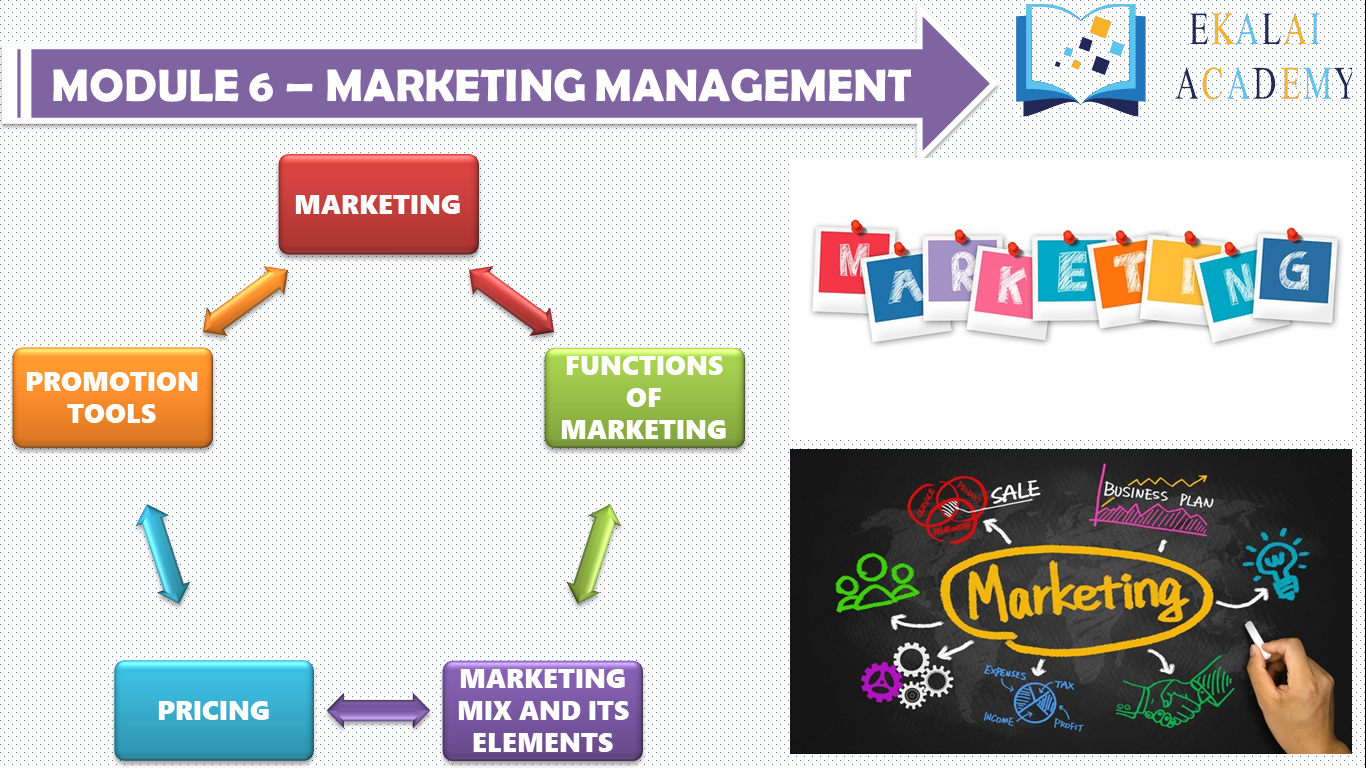 MODULE 6 – MARKETING MANAGEMENT
EKALAI
ACADEMY
MARKETING
PROMOTION
TOOLS
FUNCTIONS
OF
MARKETING
PRICING
MARKETING
MIX AND ITS
ELEMENTS
MARKETING
SALE
BUSINESS PLAN
Marketing
EXPENSES
TAX
INCOME
PROFIT